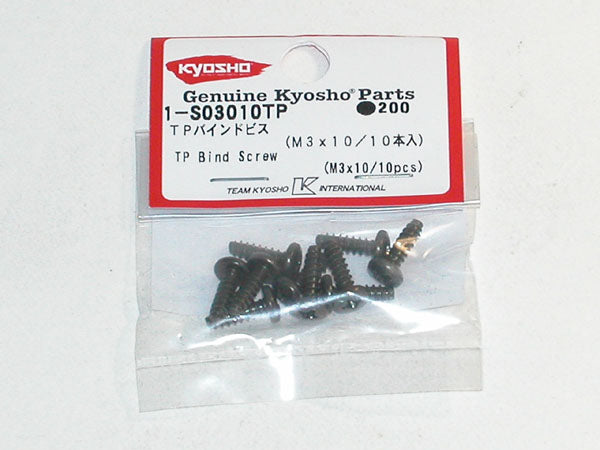 KYOSHO
Genuine Kyosho® Parts
1-S03010TP ●200
TPバインドビス
(M3x10/10本入)
TP Bind Screw
(M3x10/10pcs)
TEAM KYOSHO K INTERNATIONAL